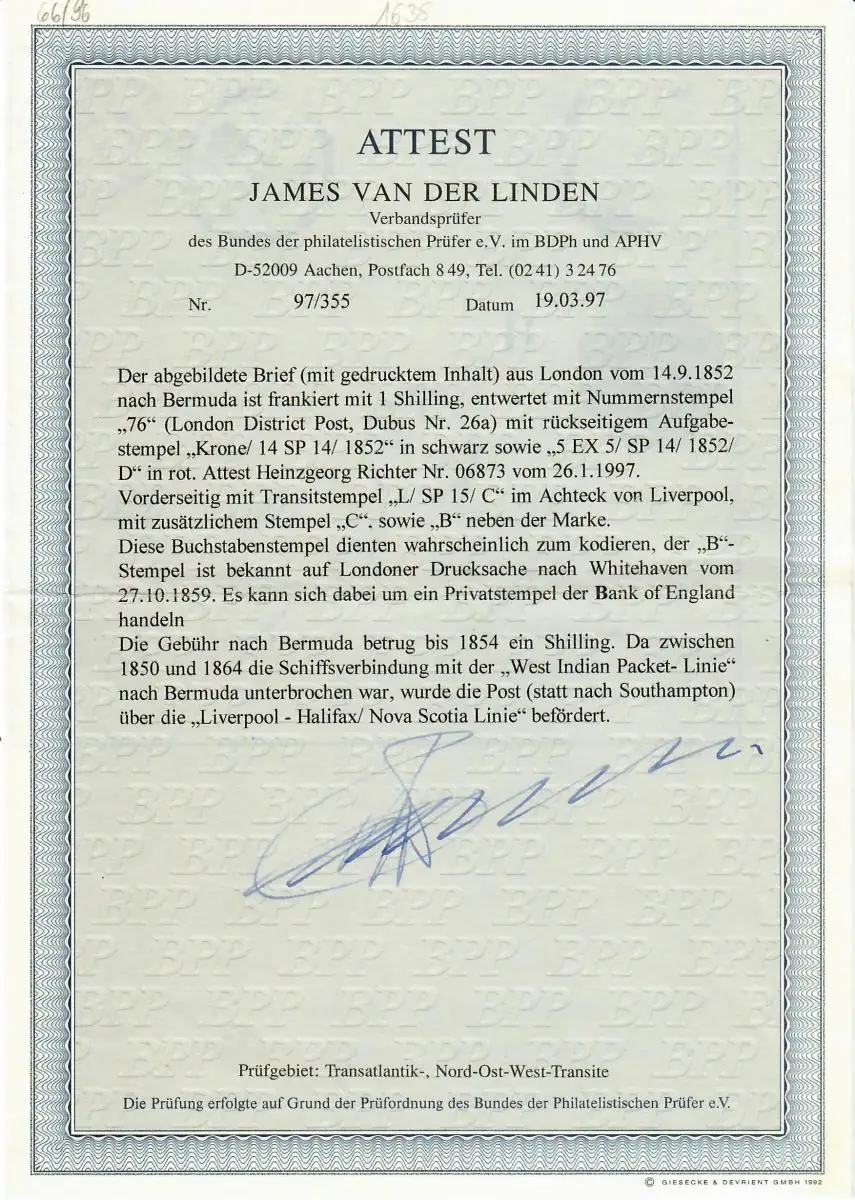 66/96 1638
ATTEST
JAMES VAN DER LINDEN
Verbandsprüfer
des Bundes der philatelistischen Prüfer e.V. im BDPh und APHV
D-52009 Aachen, Postfach 8 49, Tel. (02 41) 3 24 76
Nr. 97/355 Datum 19.03.97
Der abgebildete Brief (mit gedrucktem Inhalt) aus London vom 14.9.1852
nach Bermuda ist frankiert mit 1 Shilling, entwertet mit Nummernstempel
„76“ (London District Post, Dubus Nr. 26a) mit rückseitigem Aufgabe-
stempel „Krone/ 14 SP 14/ 1852“ in schwarz sowie „5 EX 5/ SP 14/ 1852/
D“ in rot. Attest Heinzgeorg Richter Nr. 06873 vom 26.1.1997.
Vorderseitig mit Transitstempel „L/ SP 15/ C“ im Achteck von Liverpool,
mit zusätzlichem Stempel „C“. sowie „B“ neben der Marke.
Diese Buchstabenstempel dienten wahrscheinlich zum kodieren, der „B“-
Stempel ist bekannt auf Londoner Drucksache nach Whitehaven vom
27.10.1859. Es kann sich dabei um ein Privatstempel der Bank of England
handeln
Die Gebühr nach Bermuda betrug bis 1854 ein Shilling. Da zwischen
1850 und 1864 die Schiffsverbindung mit der „West Indian Packet- Linie“
nach Bermuda unterbrochen war, wurde die Post (statt nach Southampton)
über die „Liverpool - Halifax/ Nova Scotia Linie“ befördert.
Prüfgebiet: Transatlantik-, Nord-Ost-West-Transite
Die Prüfung erfolgte auf Grund der Prüfordnung des Bundes der Philatelistischen Prüfer e.V.
© GIESECKE & DEVRIENT GMBH 1992